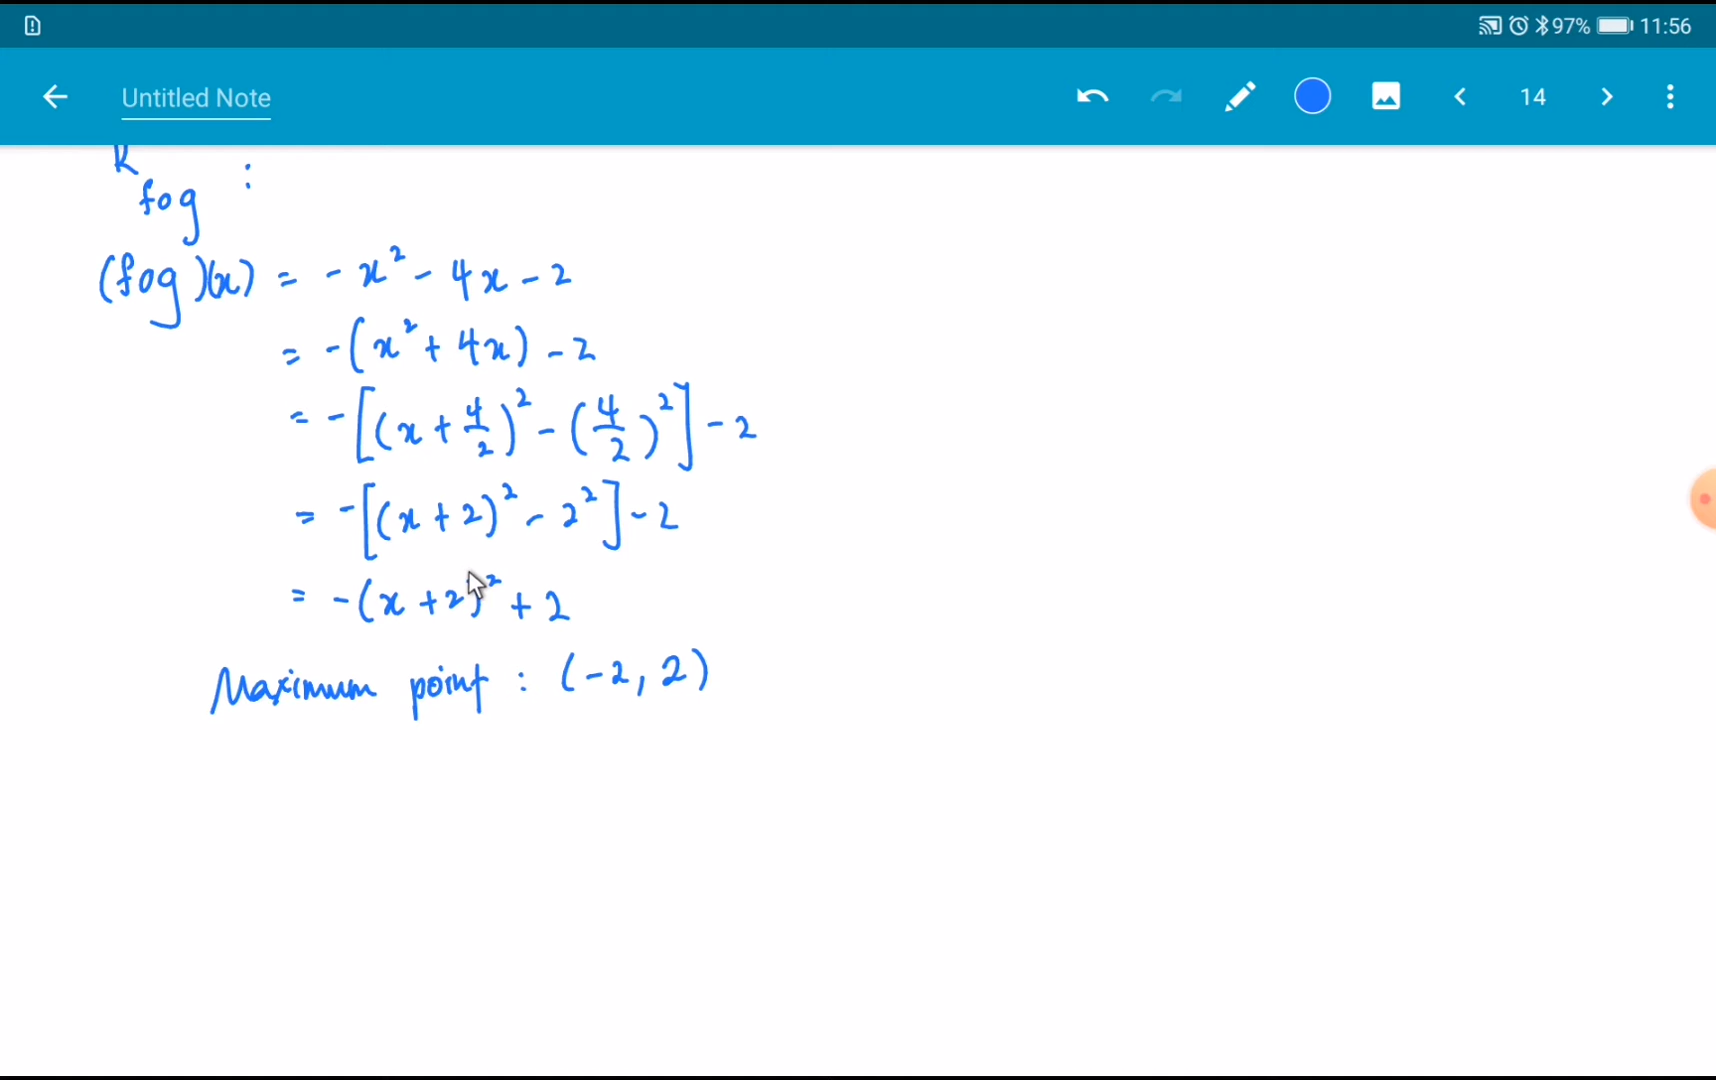 97% 11:56
Untitled Note 14
R
fog :
(fog)(x) = -x² - 4x - 2
= -(x² + 4x) - 2
= -[(x + 4/2)² - (4/2)²] - 2
= -[(x + 2)² - 2²] - 2
= -(x + 2)² + 2
Maximum point : (-2, 2)